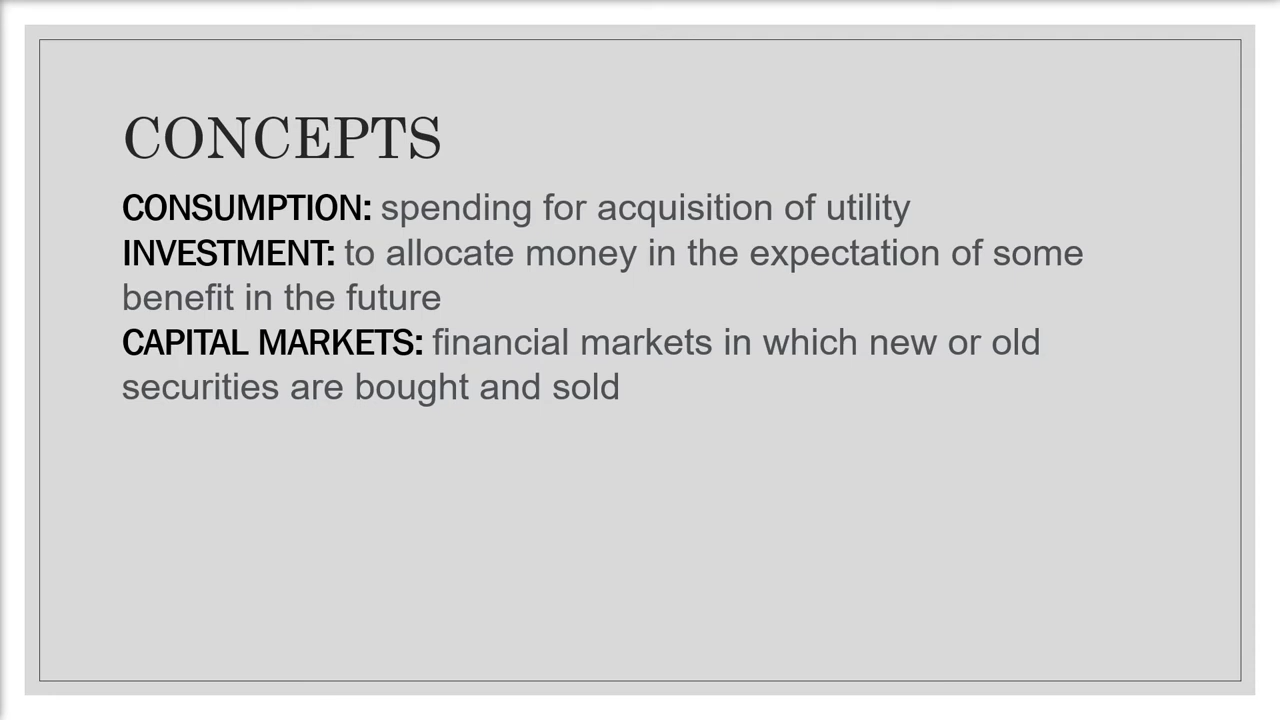 CONCEPTS
CONSUMPTION: spending for acquisition of utility
INVESTMENT: to allocate money in the expectation of some
benefit in the future
CAPITAL MARKETS: financial markets in which new or old
securities are bought and sold